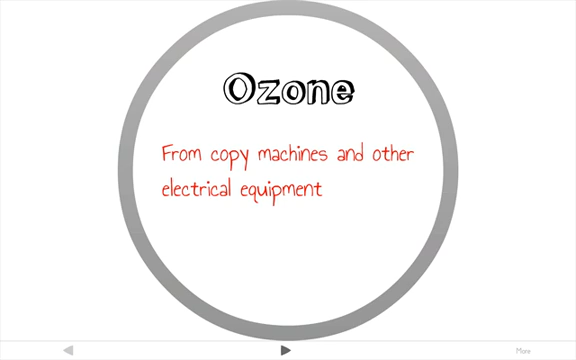 Ozone
From copy machines and other
electrical equipment
More